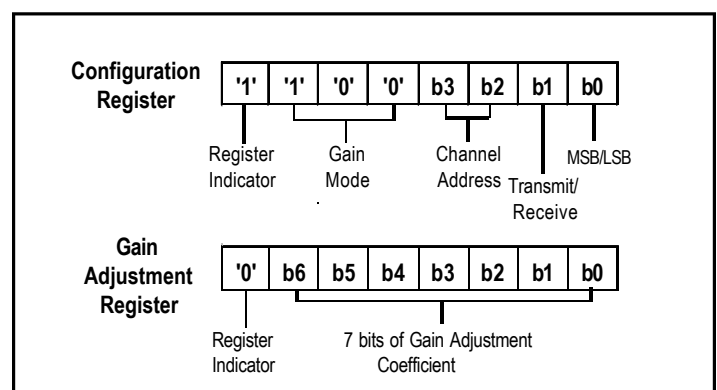 Configuration
Register
'1' '1' '0' '0' b3 b2 b1 b0
Register
Indicator
Gain
Mode
Channel
Address
Transmit/
Receive
MSB/LSB
Gain
Adjustment
Register
'0' b6 b5 b4 b3 b2 b1 b0
Register
Indicator
7 bits of Gain Adjustment
Coefficient